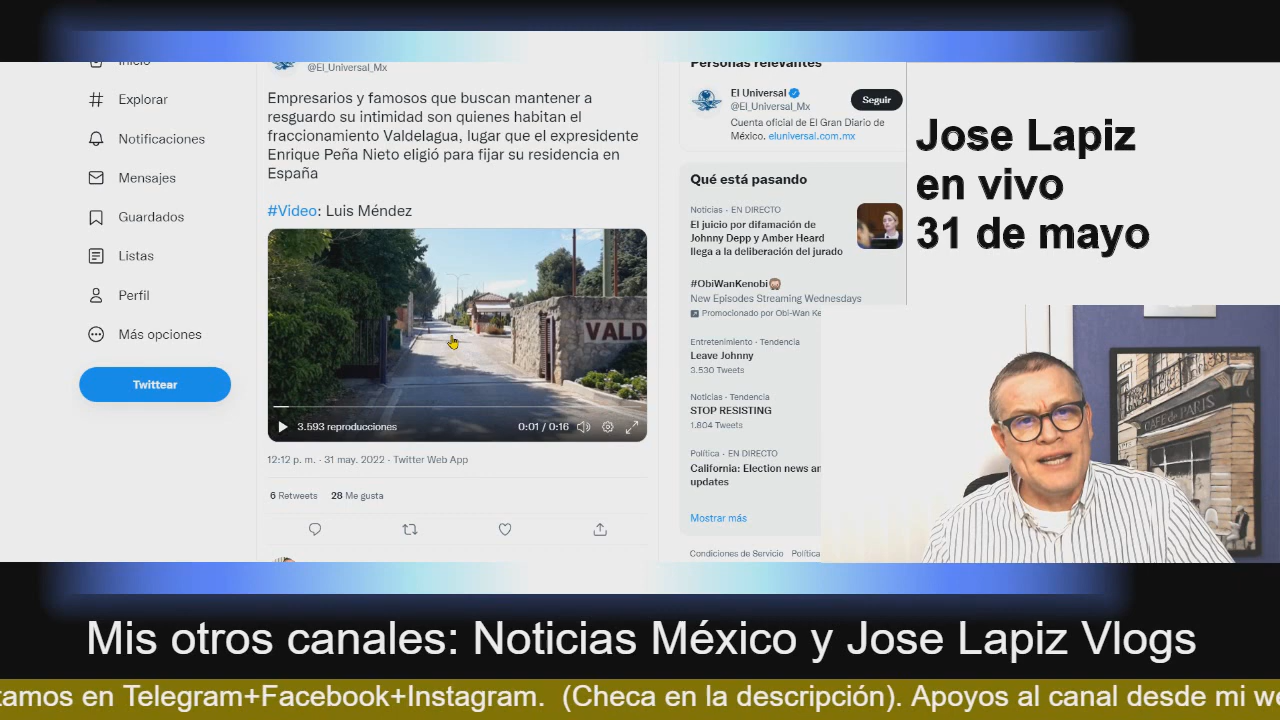 Inicio
Explorar
Notificaciones
Mensajes
Guardados
Listas
Perfil
Más opciones
Twittear
@El_Universal_Mx
Empresarios y famosos que buscan mantener a
resguardo su intimidad son quienes habitan el
fraccionamiento Valdelagua, lugar que el expresidente
Enrique Peña Nieto eligió para fijar su residencia en
España
#Video: Luis Méndez
VALD
3.593 reproducciones
0:01 / 0:16
12:12 p. m. · 31 may. 2022 · Twitter Web App
6 Retweets 28 Me gusta
Personas relevantes
El Universal
@El_Universal_Mx
Seguir
Cuenta oficial de El Gran Diario de
México. eluniversal.com.mx
Qué está pasando
Noticias · EN DIRECTO
El juicio por difamación de
Johnny Depp y Amber Heard
llega a la deliberación del jurado
#ObiWanKenobi
New Episodes Streaming Wednesdays
Promocionado por Obi-Wan Ke
Entretenimiento · Tendencia
Leave Johnny
3.530 Tweets
Noticias · Tendencia
STOP RESISTING
1.804 Tweets
Política · EN DIRECTO
California: Election news an
updates
Mostrar más
Condiciones de Servicio Política
Jose Lapiz
en vivo
31 de mayo
CAFE de PARIS
Mis otros canales: Noticias México y Jose Lapiz Vlogs
tamos en Telegram+Facebook+Instagram. (Checa en la descripción). Apoyos al canal desde mi we